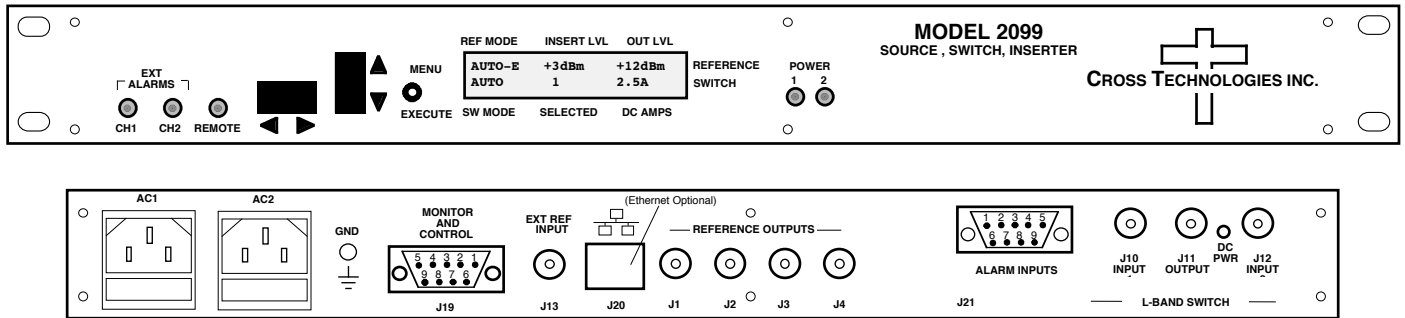 MODEL 2099
SOURCE , SWITCH, INSERTER
CROSS TECHNOLOGIES INC.
REF MODE INSERT LVL OUT LVL
AUTO-E +3dBm +12dBm REFERENCE
AUTO 1 2.5A SWITCH
SW MODE SELECTED DC AMPS
MENU
EXECUTE
EXT
ALARMS
CH1 CH2 REMOTE
POWER
1 2
AC1 AC2
GND
MONITOR
AND
CONTROL
5 4 3 2 1
9 8 7 6
J19
EXT REF
INPUT
J13
(Ethernet Optional)
J20
REFERENCE OUTPUTS
J1 J2 J3 J4
1 2 3 4 5
6 7 8 9
ALARM INPUTS
J21
J10
INPUT
J11
OUTPUT
DC
PWR
J12
INPUT
L-BAND SWITCH